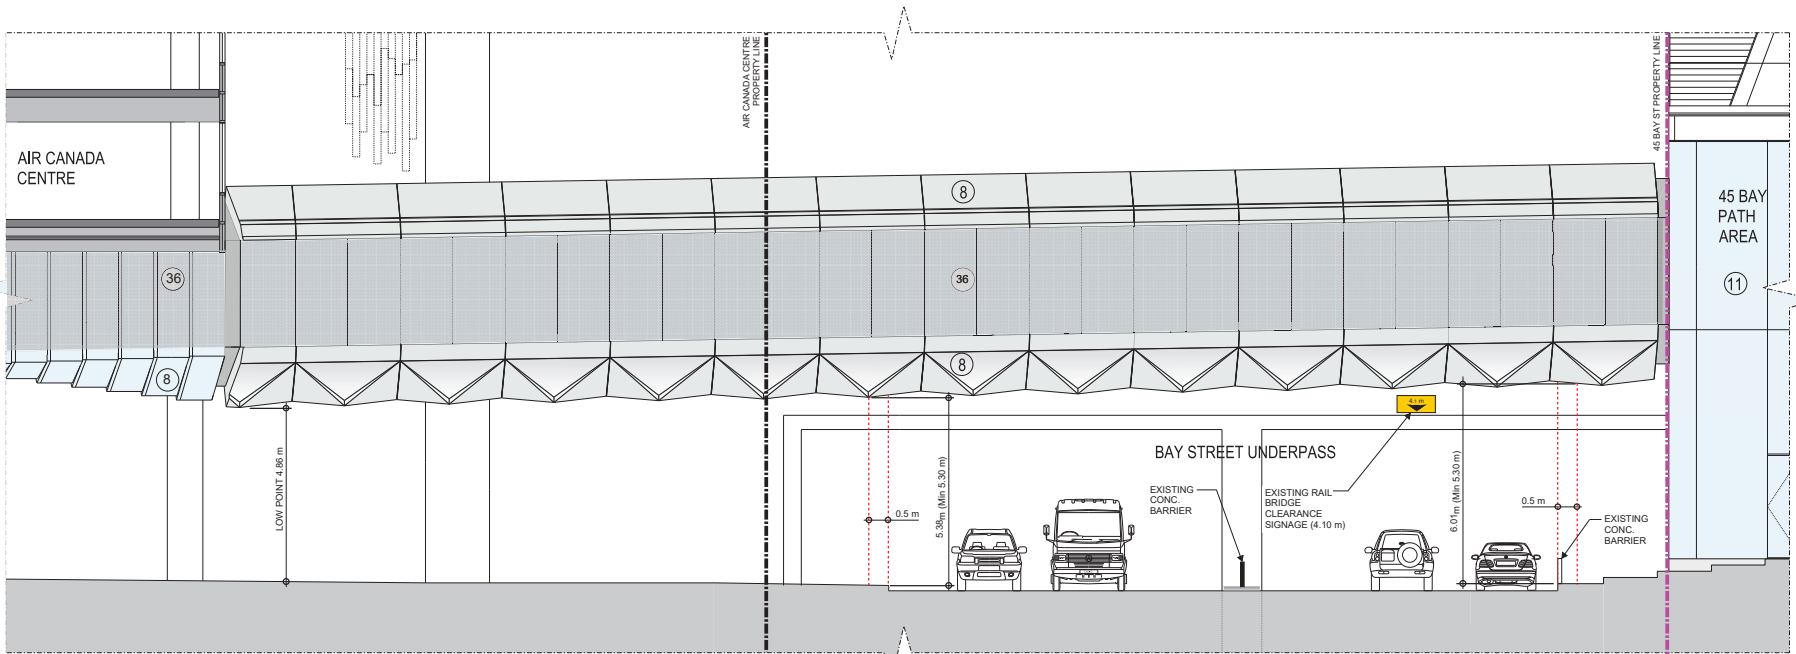 AIR CANADA CENTRE
PROPERTY LINE
45 BAY ST PROPERTY LINE
AIR CANADA
CENTRE
8
45 BAY
PATH
AREA
36
36
11
8
8
4.1 m
BAY STREET UNDERPASS
LOW POINT 4.86 m
5.38m (Min 5.30 m)
6.01m (Min 5.30 m)
EXISTING
CONC.
BARRIER
EXISTING RAIL
BRIDGE
CLEARANCE
SIGNAGE (4.10 m)
0.5 m
0.5 m
EXISTING
CONC.
BARRIER